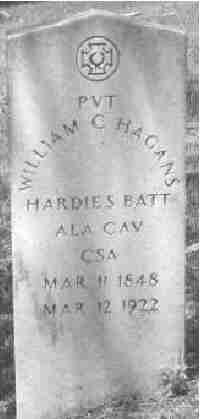 PVT
WILLIAM C HAGANS
HARDIES BATT
ALA CAV
CSA
MAR 11 1848
MAR 12 1922